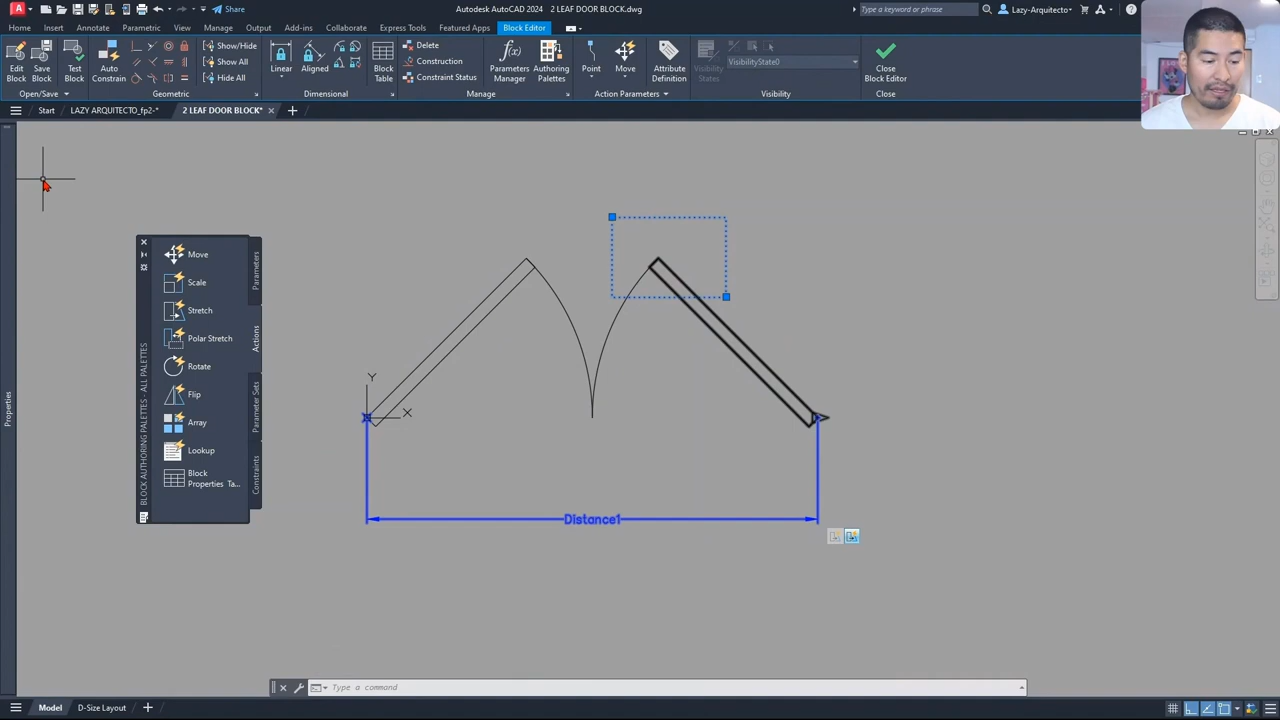 Share
Autodesk AutoCAD 2024 2 LEAF DOOR BLOCK.dwg
Type a keyword or phrase
Lazy-Arquitecto
Home Insert Annotate Parametric View Manage Output Add-ins Collaborate Express Tools Featured Apps Block Editor
Edit Block
Save Block
Test Block
Auto Constrain
Show/Hide
Show All
Hide All
Linear
Aligned
Delete
Construction
Constraint Status
Block Table
Parameters Manager
Authoring Palettes
Point
Move
Attribute Definition
Visibility States
VisibilityState0
Close Block Editor
Open/Save
Geometric
Dimensional
Manage
Action Parameters
Visibility
Close
Start
LAZY ARQUITECTO_fp2-*
2 LEAF DOOR BLOCK*
Move
Scale
Stretch
Polar Stretch
Rotate
Flip
Array
Lookup
Block
Properties Ta...
Parameters
Actions
Parameter Sets
Constraints
BLOCK AUTHORING PALETTES - ALL PALETTES
Properties
Y
X
Distance1
Type a command
Model
D-Size Layout